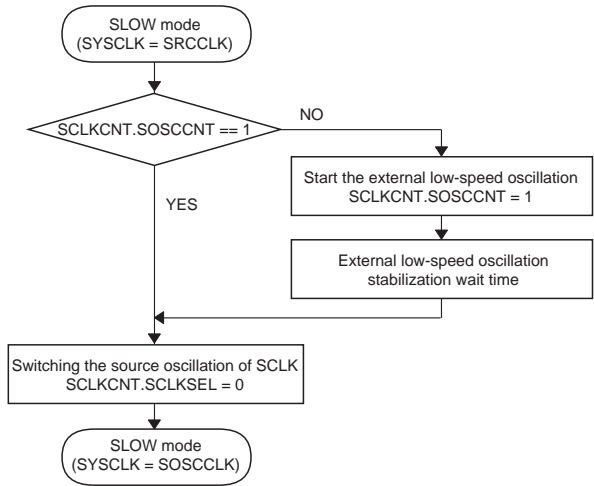 SLOW mode
(SYSCLK = SRCCLK)
SCLKCNT.SOSCCNT == 1
NO
Start the external low-speed oscillation
SCLKCNT.SOSCCNT = 1
YES
External low-speed oscillation
stabilization wait time
Switching the source oscillation of SCLK
SCLKCNT.SCLKSEL = 0
SLOW mode
(SYSCLK = SOSCCLK)